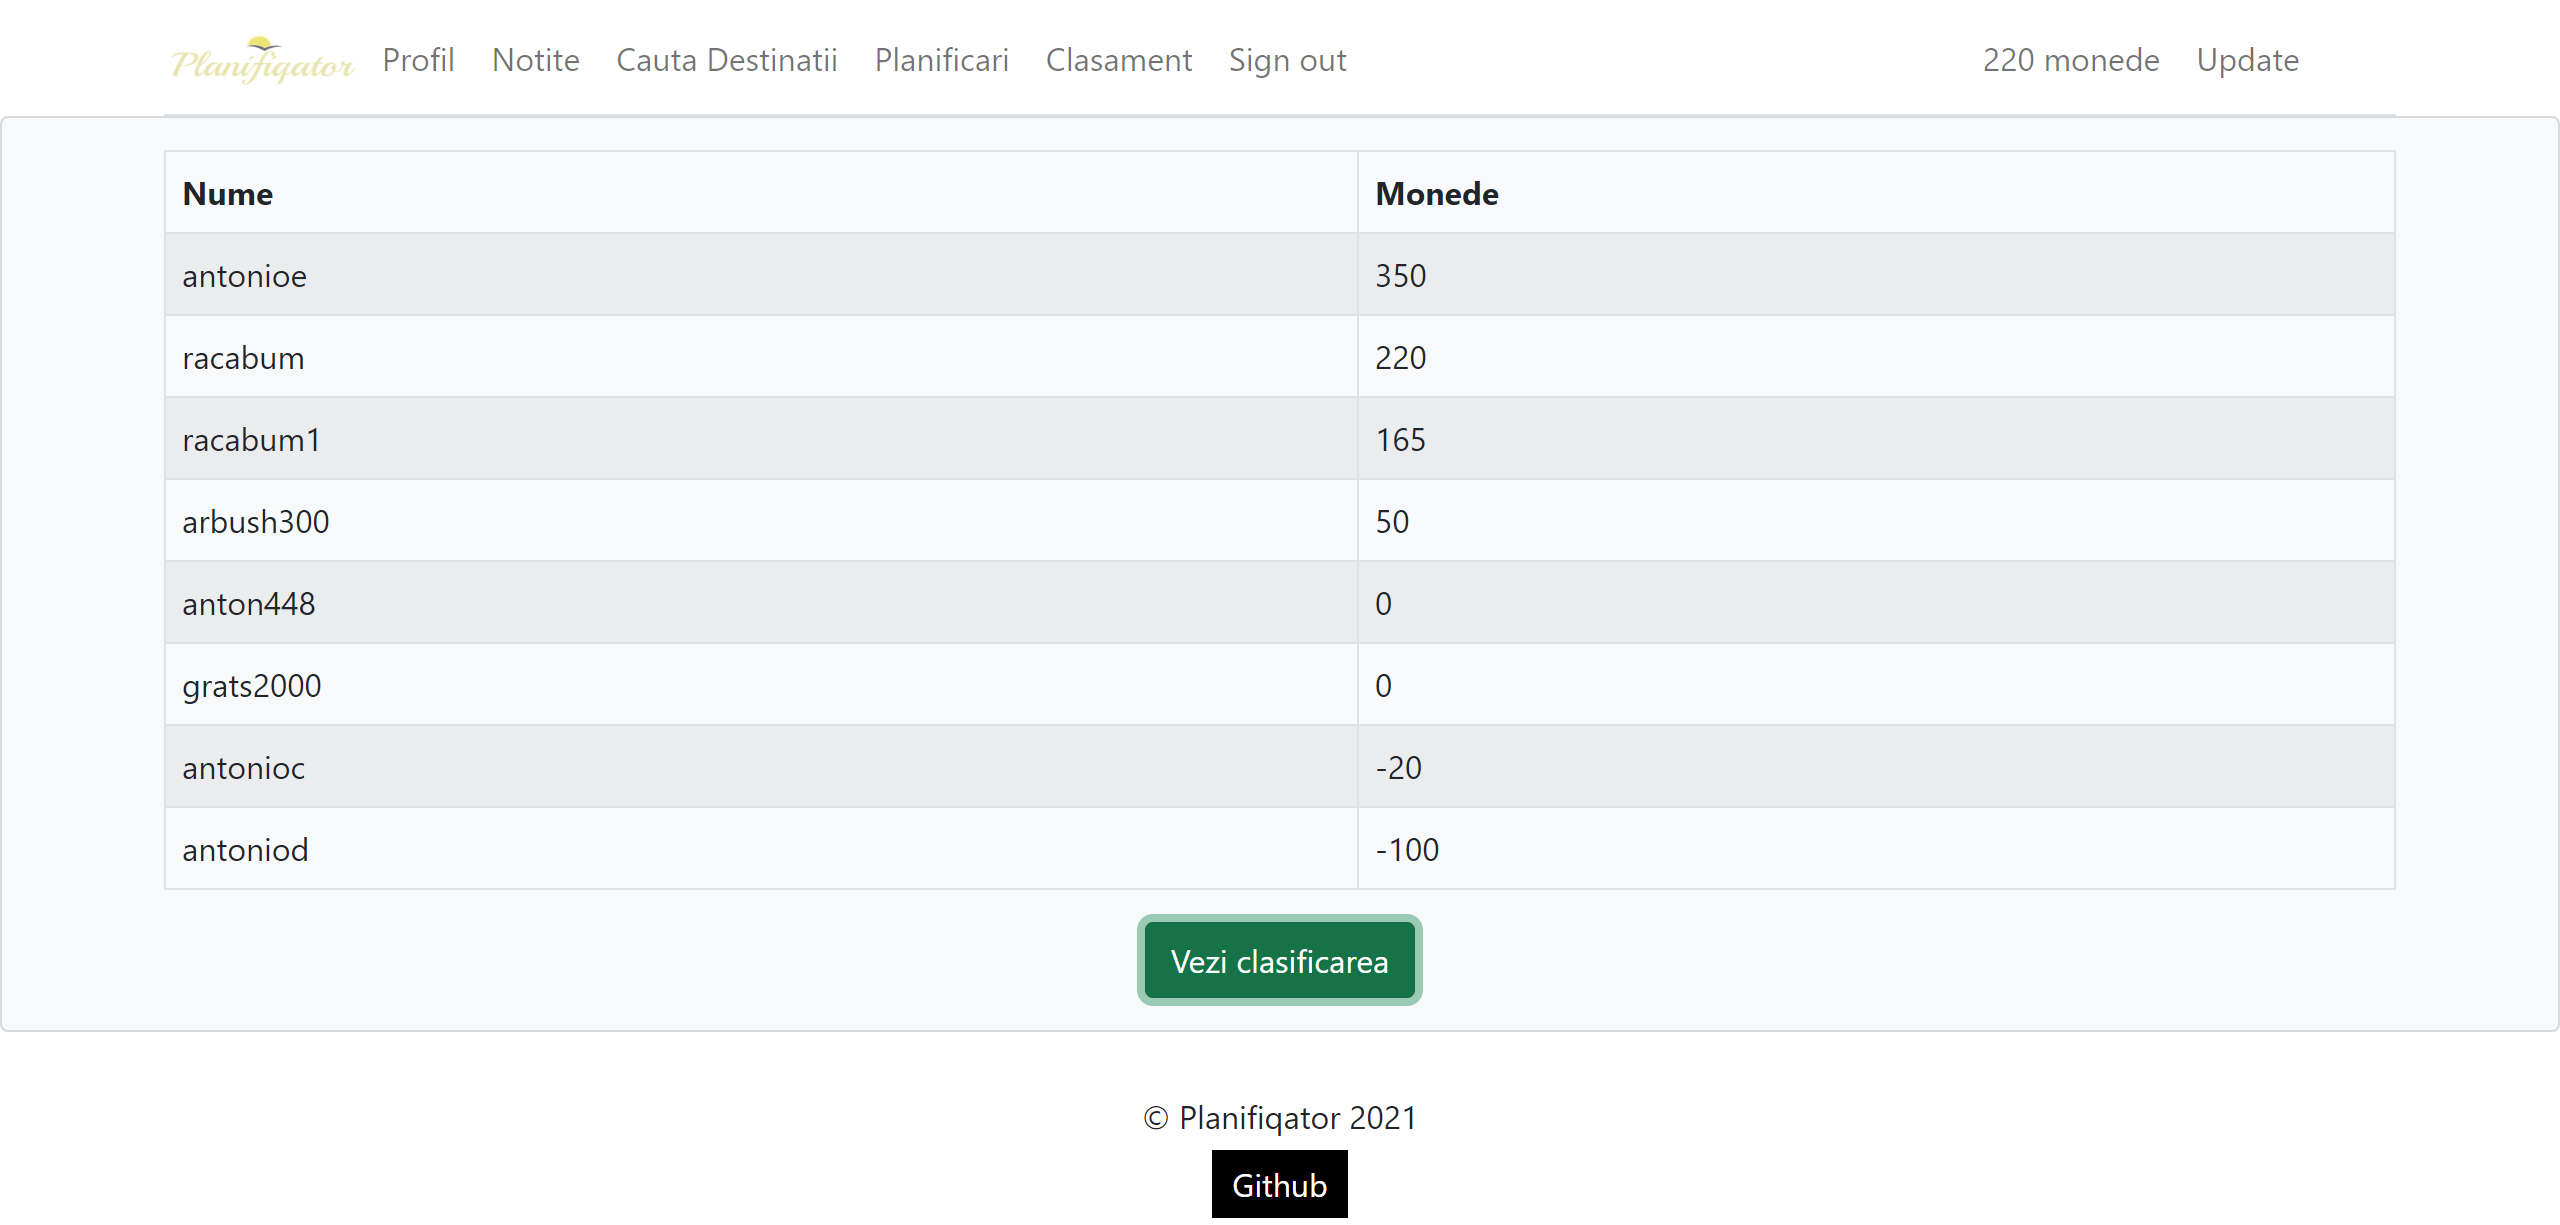 Planifiqator Profil Notite Cauta Destinatii Planificari Clasament Sign out 220 monede Update
Nume Monede
antonioe 350
racabum 220
racabum1 165
arbush300 50
anton448 0
grats2000 0
antonioc -20
antoniod -100
Vezi clasificarea
© Planifiqator 2021
Github